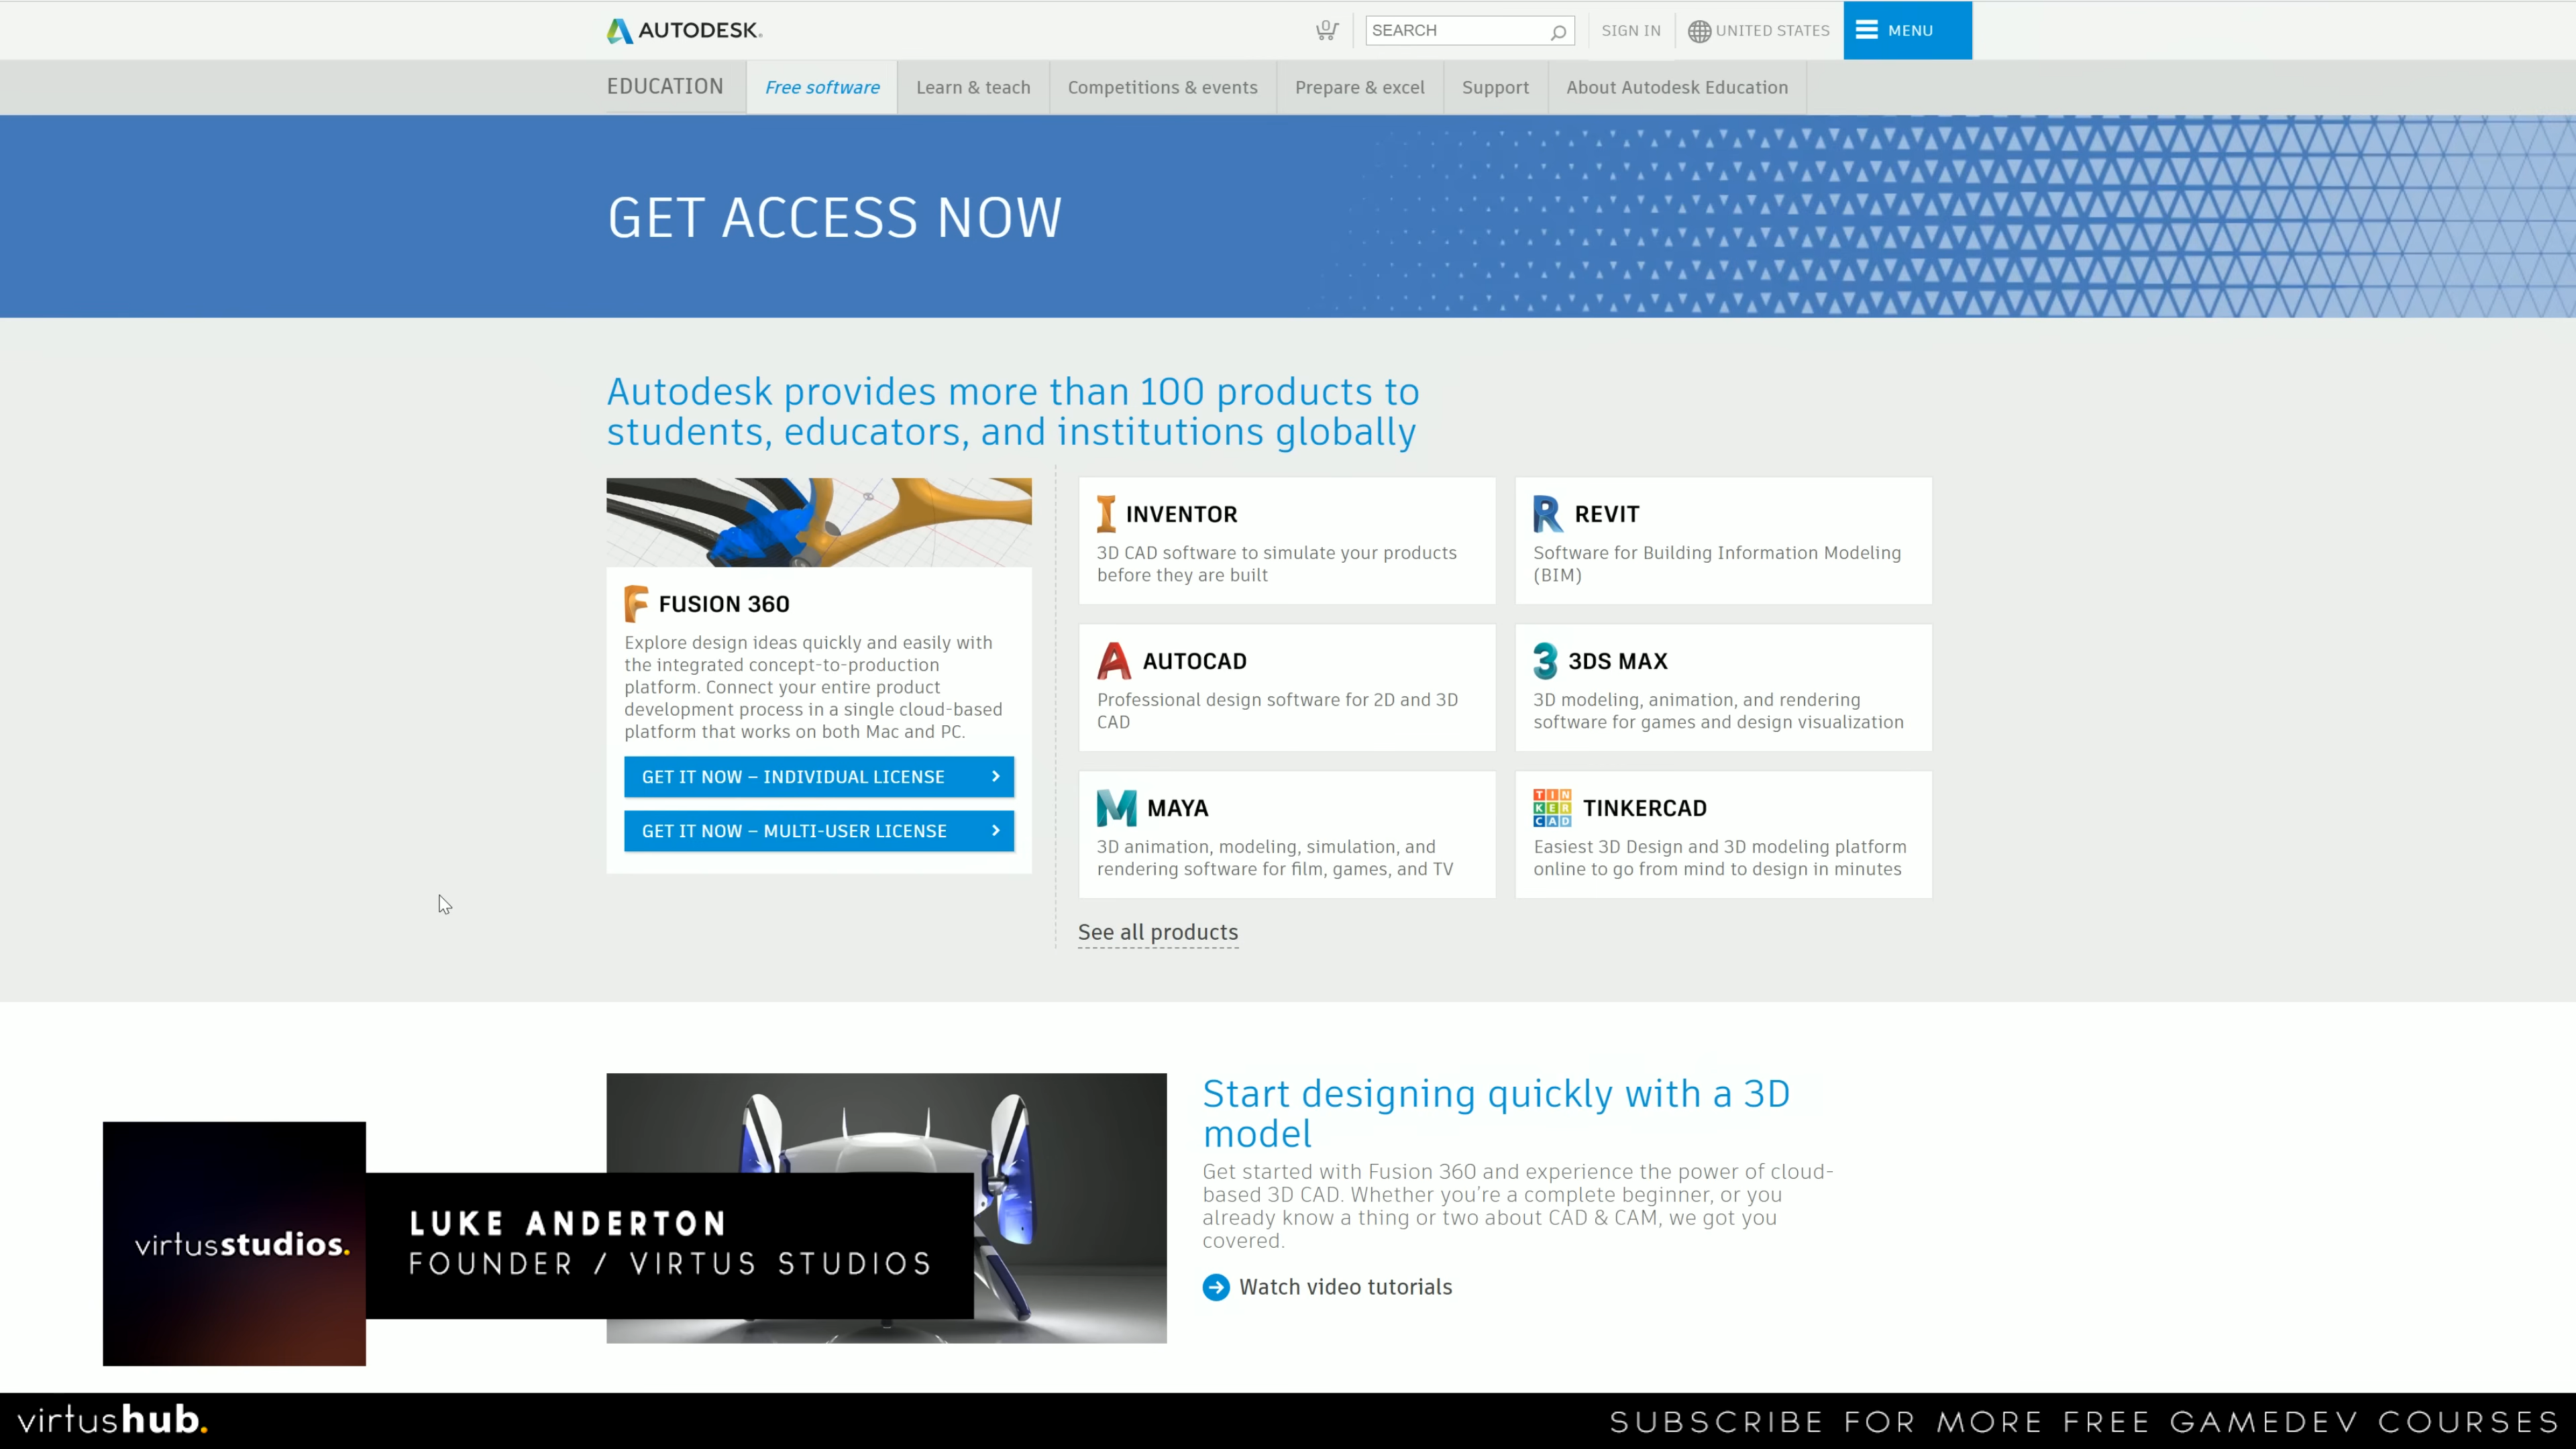 AUTODESK.
0
SEARCH
SIGN IN
UNITED STATES
MENU
EDUCATION
Free software
Learn & teach
Competitions & events
Prepare & excel
Support
About Autodesk Education
GET ACCESS NOW
Autodesk provides more than 100 products to
students, educators, and institutions globally
FUSION 360
Explore design ideas quickly and easily with
the integrated concept-to-production
platform. Connect your entire product
development process in a single cloud-based
platform that works on both Mac and PC.
GET IT NOW – INDIVIDUAL LICENSE
GET IT NOW – MULTI-USER LICENSE
INVENTOR
3D CAD software to simulate your products
before they are built
REVIT
Software for Building Information Modeling
(BIM)
AUTOCAD
Professional design software for 2D and 3D
CAD
3DS MAX
3D modeling, animation, and rendering
software for games and design visualization
MAYA
3D animation, modeling, simulation, and
rendering software for film, games, and TV
TIN
KER
CAD
TINKERCAD
Easiest 3D Design and 3D modeling platform
online to go from mind to design in minutes
See all products
Start designing quickly with a 3D
model
Get started with Fusion 360 and experience the power of cloud-
based 3D CAD. Whether you're a complete beginner, or you
already know a thing or two about CAD & CAM, we got you
covered.
Watch video tutorials
virtusstudios.
LUKE ANDERTON
FOUNDER / VIRTUS STUDIOS
virtushub.
SUBSCRIBE FOR MORE FREE GAMEDEV COURSES